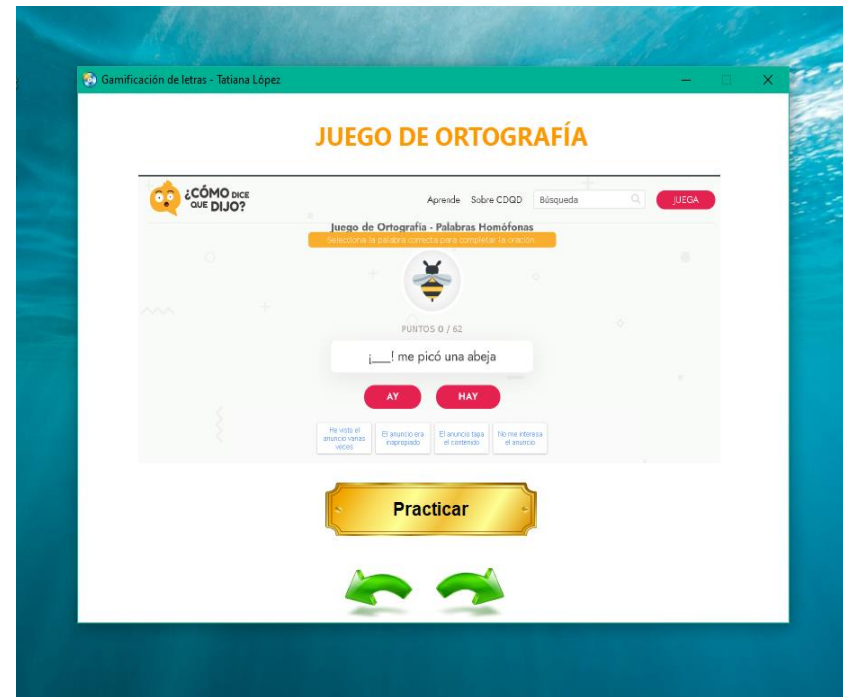 Gamificación de letras - Tatiana López
JUEGO DE ORTOGRAFÍA
¿CÓMO DICE
QUE DIJO?
Aprende Sobre CDQD Búsqueda JUEGA
Juego de Ortografía - Palabras Homófonas
Selecciona la palabra correcta para completar la oración.
PUNTOS 0 / 62
¡___! me picó una abeja
AY HAY
He visto el
anuncio varias
veces
El anuncio era
inapropiado
El anuncio tapa
el contenido
No me interesa
el anuncio
Practicar